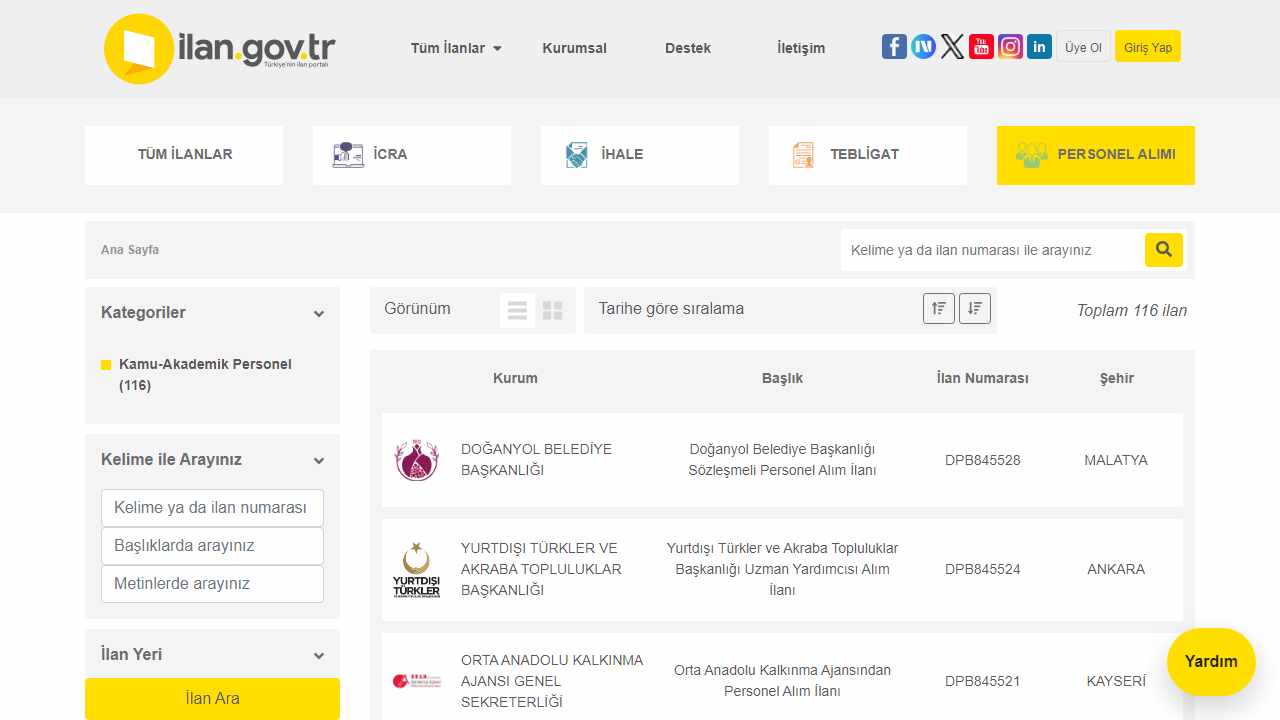 ilan.gov.tr
Türkiye'nin ilan portalı
Tüm İlanlar
Kurumsal
Destek
İletişim
You Tube
in
Üye Ol
Giriş Yap
TÜM İLANLAR
İCRA
İHALE
TEBLİGAT
PERSONEL ALIMI
Ana Sayfa
Kelime ya da ilan numarası ile arayınız
Kategoriler
Kamu-Akademik Personel
(116)
Kelime ile Arayınız
Kelime ya da ilan numarası
Başlıklarda arayınız
Metinlerde arayınız
İlan Yeri
İlan Ara
Görünüm
Tarihe göre sıralama
Toplam 116 ilan
Kurum
Başlık
İlan Numarası
Şehir
DOĞANYOL BELEDİYE
BAŞKANLIĞI
Doğanyol Belediye Başkanlığı
Sözleşmeli Personel Alım İlanı
DPB845528
MALATYA
YURTDIŞI
TÜRKLER
YURTDIŞI TÜRKLER VE
AKRABA TOPLULUKLAR
BAŞKANLIĞI
Yurtdışı Türkler ve Akraba Topluluklar
Başkanlığı Uzman Yardımcısı Alım
İlanı
DPB845524
ANKARA
ORTA ANADOLU KALKINMA
AJANSI GENEL
SEKRETERLİĞİ
Orta Anadolu Kalkınma Ajansından
Personel Alım İlanı
DPB845521
KAYSERİ
Yardım